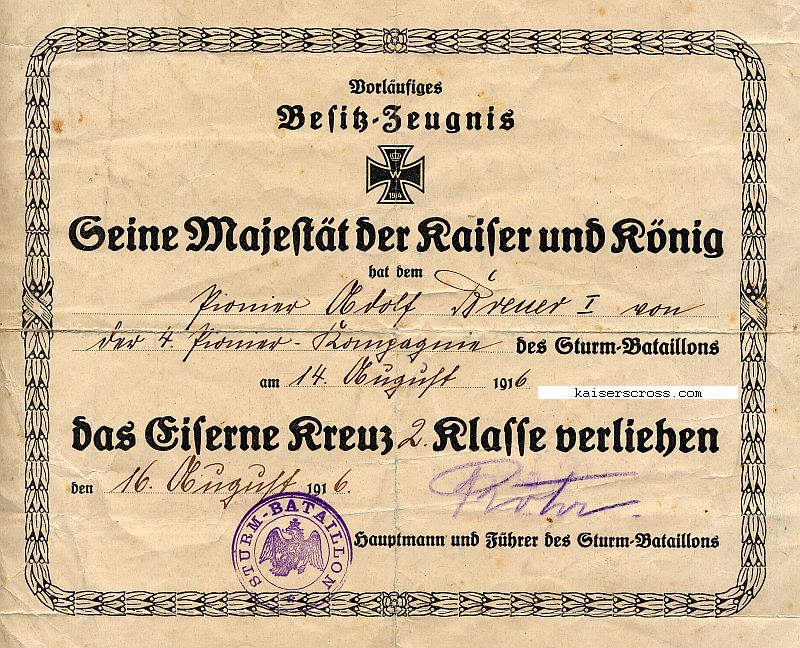 Vorläufiges
Besitz-Zeugnis
W
1914
Seine Majestät der Kaiser und König
hat dem
Pionier Adolf Kreuer I von
der 4. Pionier-Kompagnie des Sturm-Bataillons
am 14. August 1916
kaiserscross.com
das Eiserne Kreuz 2. Klasse verliehen
den 16. August 1916.
Rohr.
Hauptmann und Führer des Sturm-Bataillons
STURM-BATAILLON